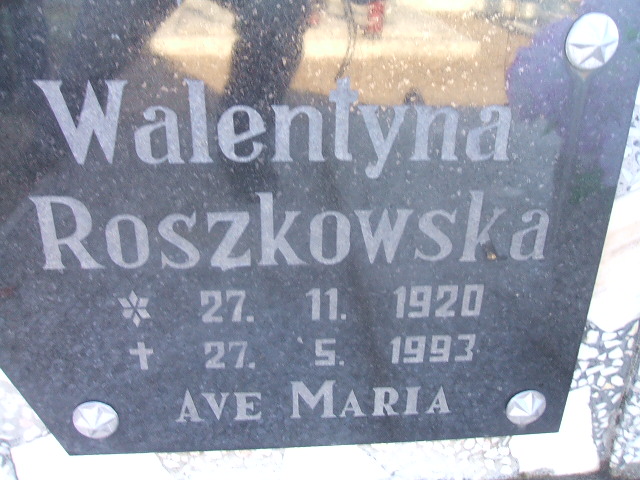 Walentyna
Roszkowska
* 27. 11. 1920
† 27. 5. 1993
AVE MARIA